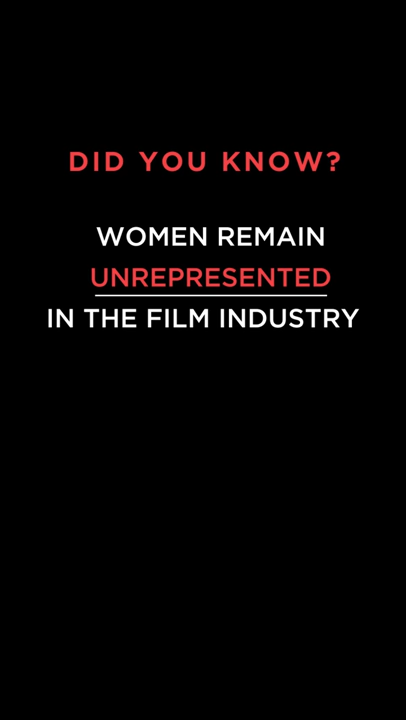 DID YOU KNOW?
WOMEN REMAIN
UNREPRESENTED
IN THE FILM INDUSTRY